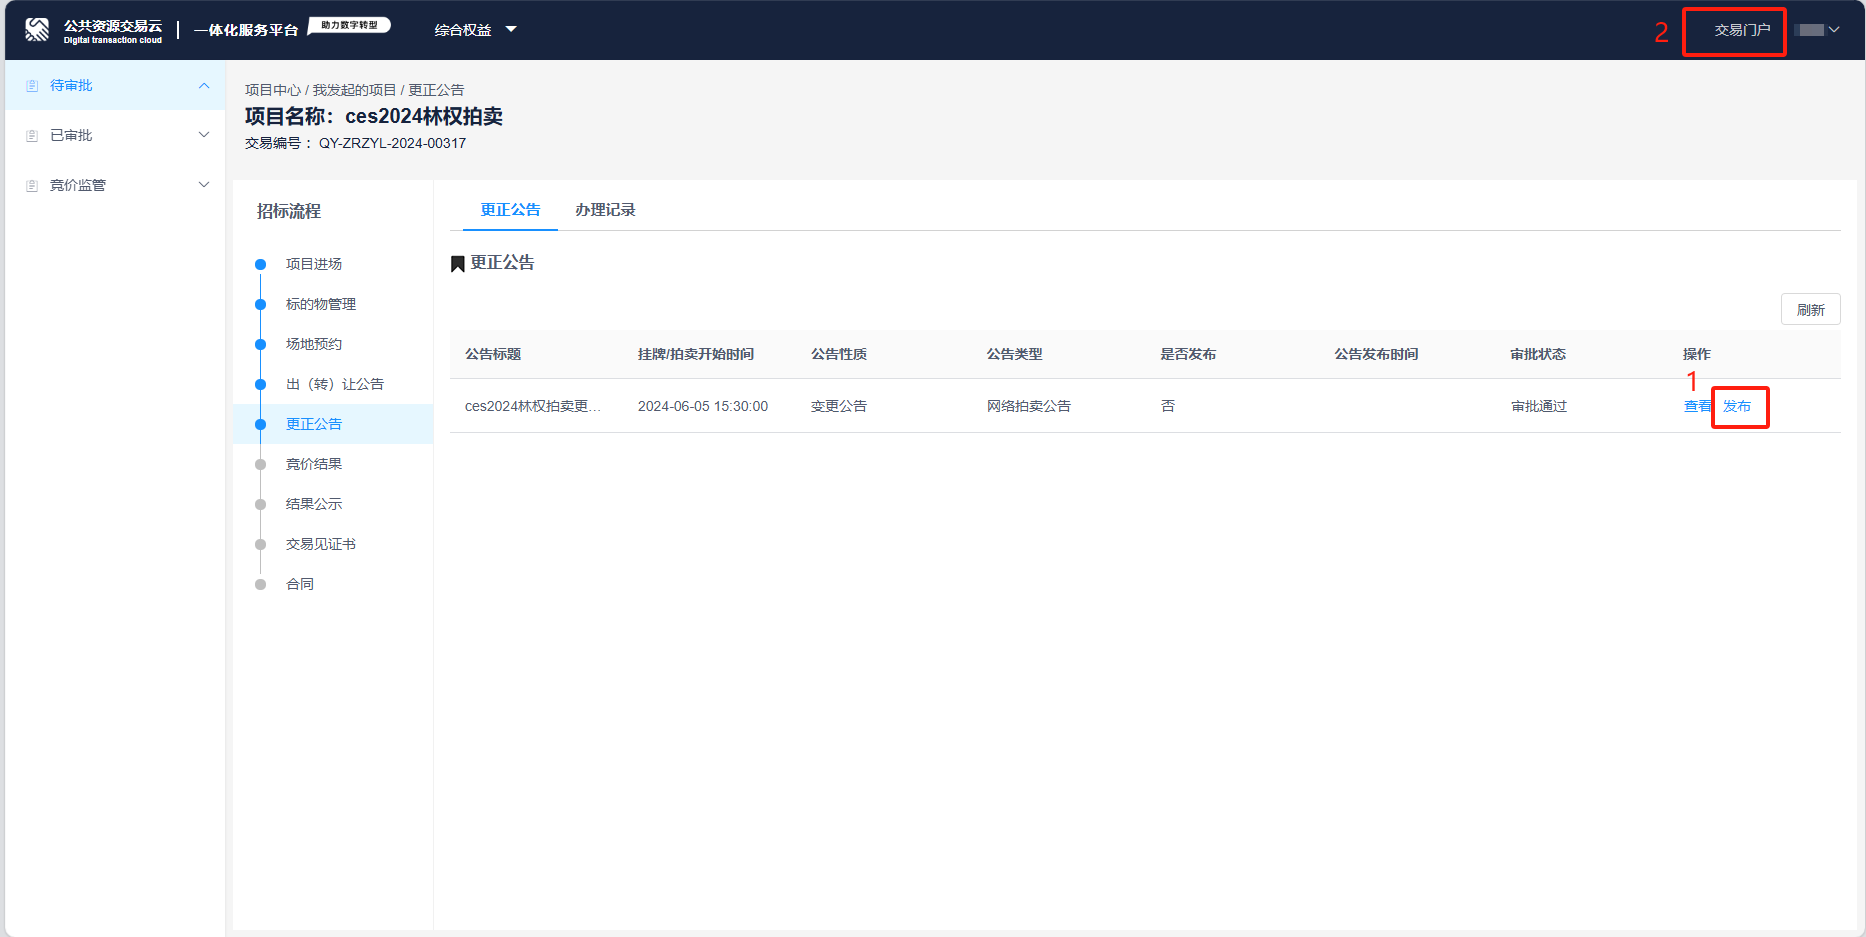 公共资源交易云
Digital transaction cloud
一体化服务平台
助力数字转型
综合权益
2
交易门户
待审批
已审批
竟价监管
项目中心 / 我发起的项目 / 更正公告
项目名称：ces2024林权拍卖
交易编号： QY-ZRZYL-2024-00317
招标流程
项目进场
标的物管理
场地预约
出（转）让公告
更正公告
竟价结果
结果公示
交易见证书
合同
更正公告 办理记录
更正公告
刷新
公告标题 挂牌/拍卖开始时间 公告性质 公告类型 是否发布 公告发布时间 审批状态 操作
1
ces2024林权拍卖更… 2024-06-05 15:30:00 变更公告 网络拍卖公告 否 审批通过 查看 发布